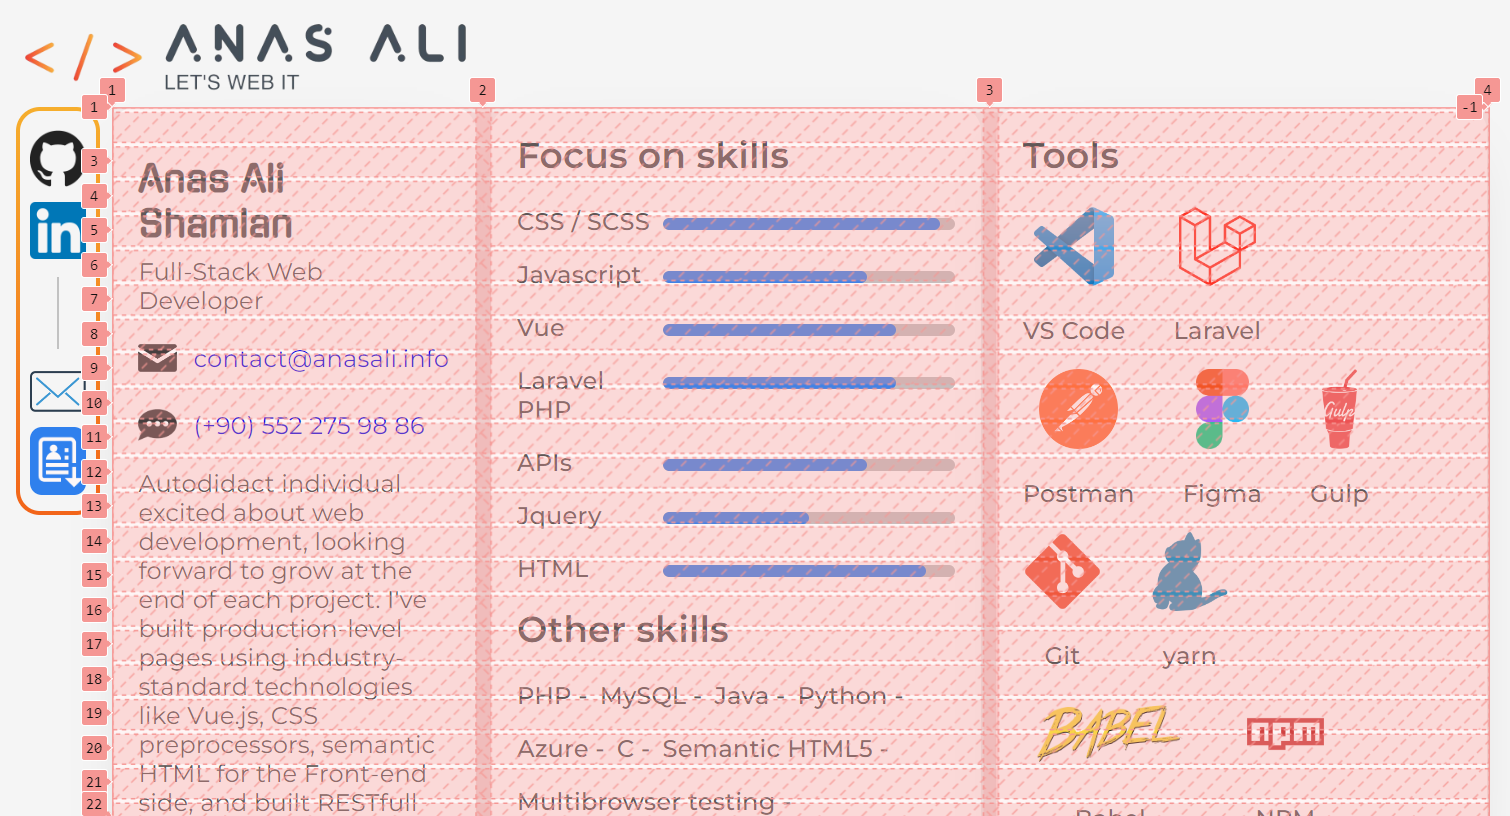 </>
ANAS ALI
LET'S WEB IT
1
2
3
4
1
-1
3
4
5
6
7
8
9
10
11
12
13
14
15
16
17
18
19
20
21
22
in
Anas Ali
Shamlan
Full-Stack Web
Developer
contact@anasali.info
(+90) 552 275 98 86
Autodidact individual
excited about web
development, looking
forward to grow at the
end of each project. I've
built production-level
pages using industry-
standard technologies
like Vue.js, CSS
preprocessors, semantic
HTML for the Front-end
side, and built RESTfull
Focus on skills
CSS / SCSS
Javascript
Vue
Laravel
PHP
APIs
Jquery
HTML
Other skills
PHP - MySQL - Java - Python -
Azure - C - Semantic HTML5 -
Multibrowser testing -
Tools
VS Code
Laravel
Gulp
Postman
Figma
Gulp
Git
yarn
BABEL
npm
Babel
NPM